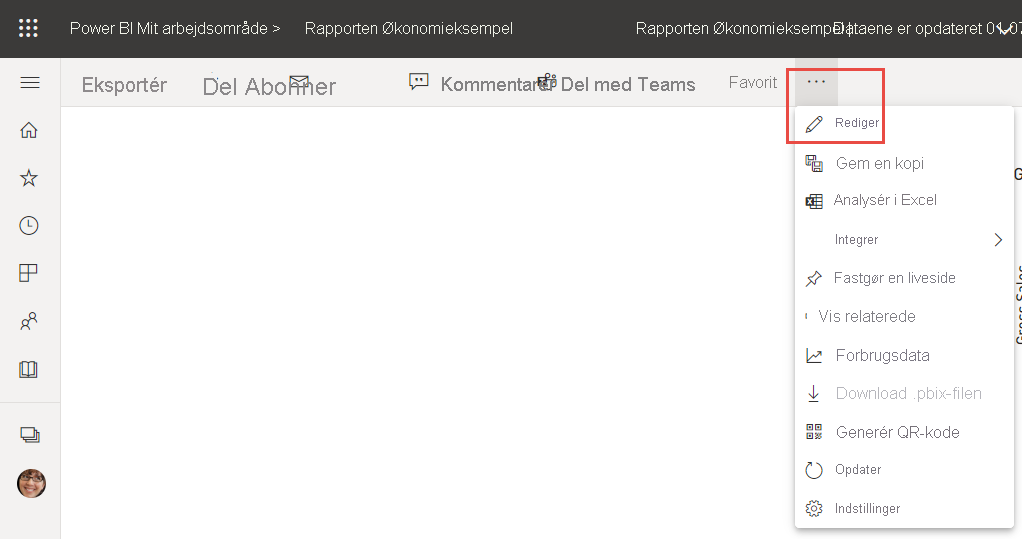 Power BI Mit arbejdsområde > Rapporten Økonomieksempel Rapporten Økonomieksempel | Dataene er opdateret 01-07
Eksportér Del Abonner Kommentarer Del med Teams Favorit ...
Rediger
Gem en kopi
Analysér i Excel
Integrer
Fastgør en liveside
Vis relaterede
Forbrugsdata
Download .pbix-filen
Generér QR-kode
Opdater
Indstillinger
Gross Sales